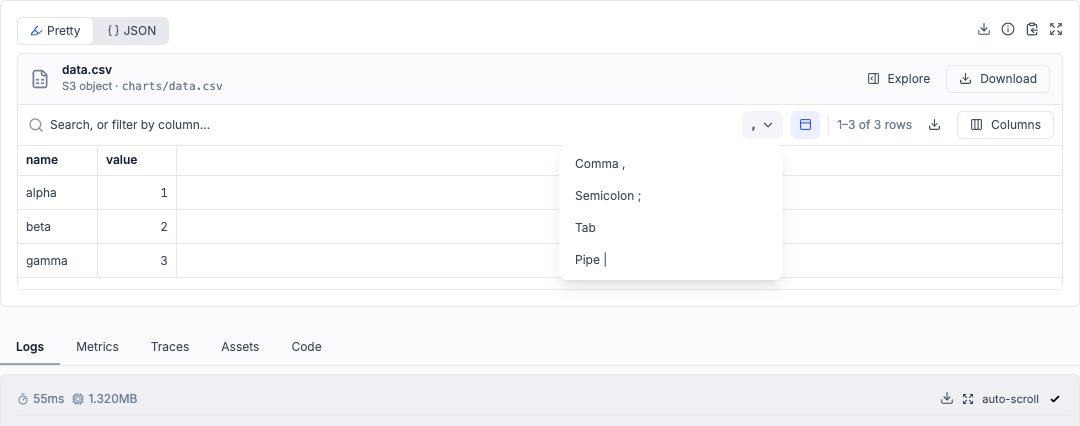 Pretty
{ } JSON
data.csv
S3 object · charts/data.csv
Explore
Download
Search, or filter by column...
,
1–3 of 3 rows
Columns
name value
alpha 1
beta 2
gamma 3
Comma ,
Semicolon ;
Tab
Pipe |
Logs Metrics Traces Assets Code
55ms 1.320MB
auto-scroll